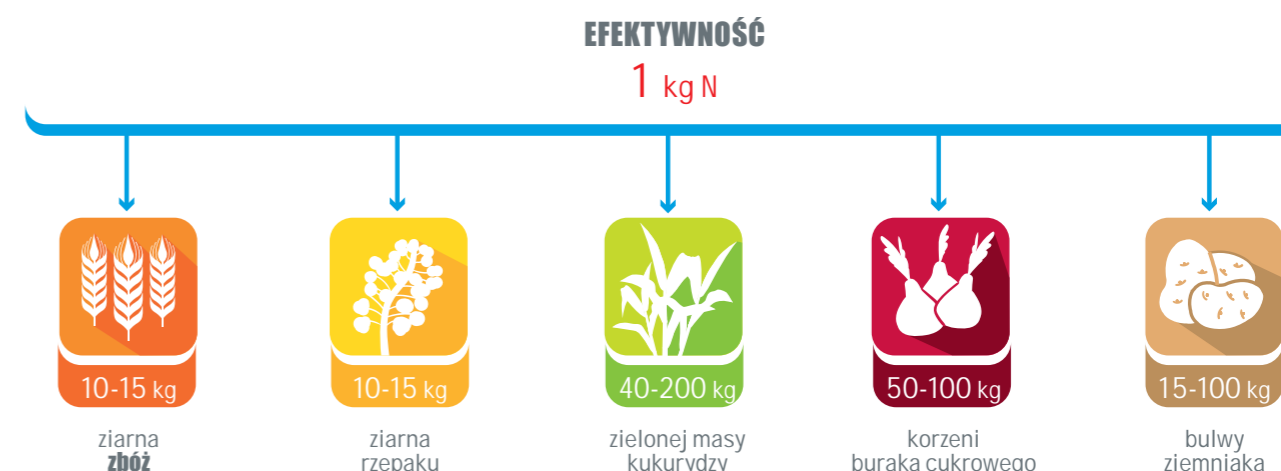 EFEKTYWNOŚĆ
1 kg N
10-15 kg
10-15 kg
40-200 kg
50-100 kg
15-100 kg
ziarna
zbóż
ziarna
rzepaku
zielonej masy
kukurydzy
korzeni
buraka cukrowego
bulwy
ziemniaka